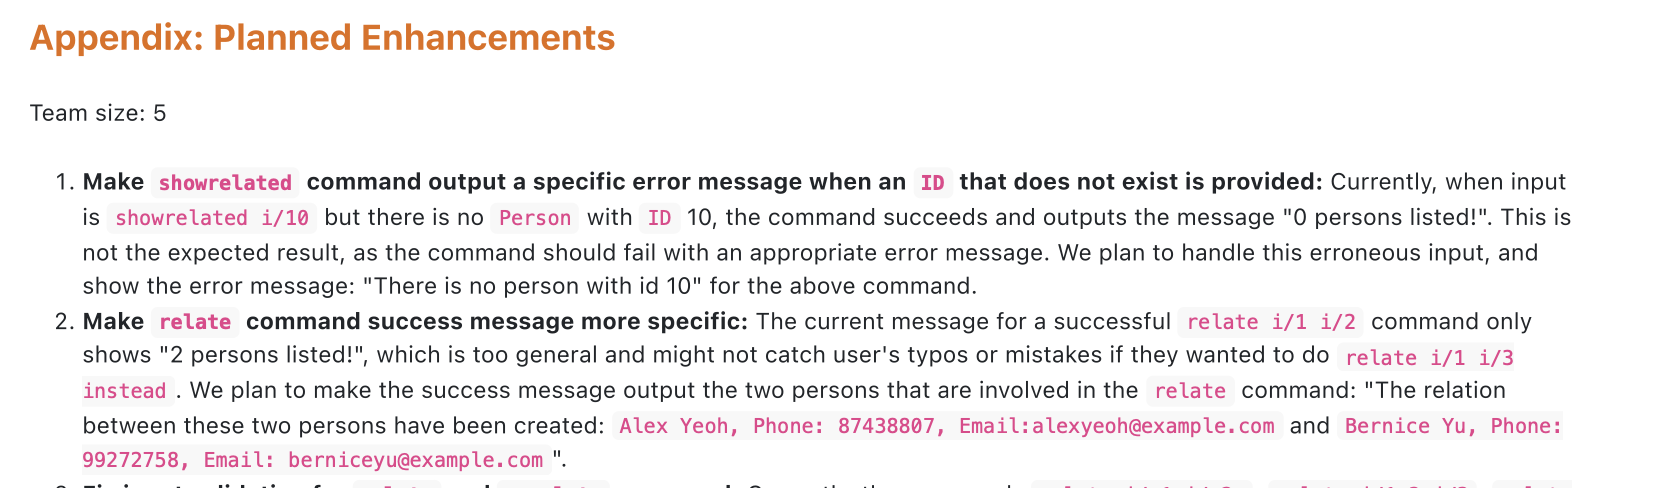 Appendix: Planned Enhancements
Team size: 5
1. Make showrelated command output a specific error message when an ID that does not exist is provided: Currently, when input
is showrelated i/10 but there is no Person with ID 10, the command succeeds and outputs the message "0 persons listed!". This is
not the expected result, as the command should fail with an appropriate error message. We plan to handle this erroneous input, and
show the error message: "There is no person with id 10" for the above command.
2. Make relate command success message more specific: The current message for a successful relate i/1 i/2 command only
shows "2 persons listed!", which is too general and might not catch user's typos or mistakes if they wanted to do relate i/1 i/3
instead . We plan to make the success message output the two persons that are involved in the relate command: "The relation
between these two persons have been created: Alex Yeoh, Phone: 87438807, Email:alexyeoh@example.com and Bernice Yu, Phone:
99272758, Email: berniceyu@example.com ".